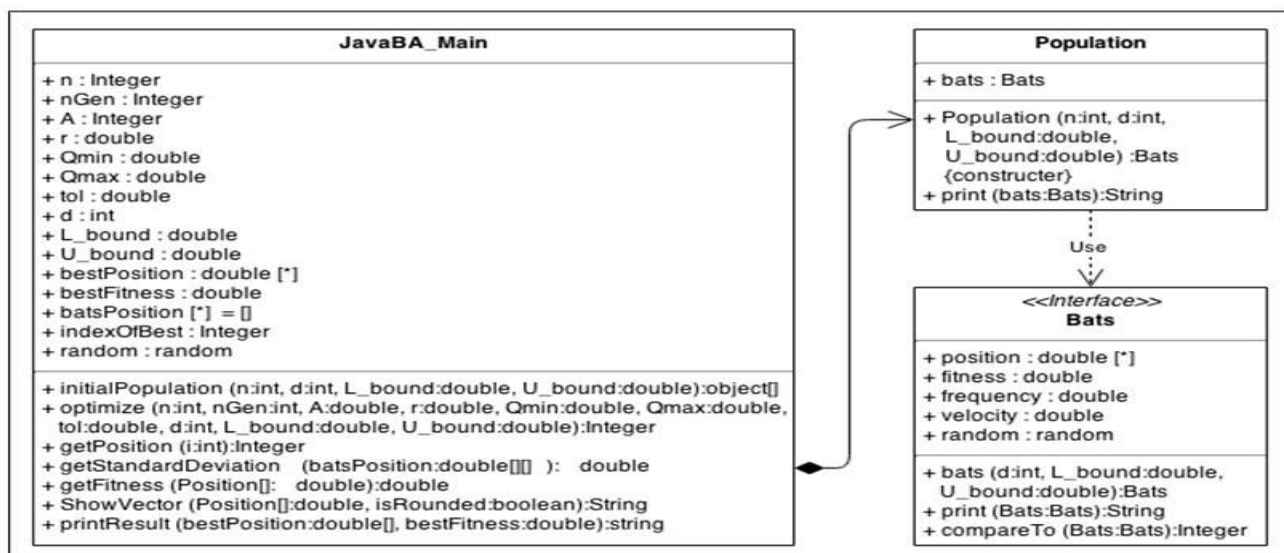 JavaBA_Main
+ n : Integer
+ nGen : Integer
+ A : Integer
+ r : double
+ Qmin : double
+ Qmax : double
+ tol : double
+ d : int
+ L_bound : double
+ U_bound : double
+ bestPosition : double [*]
+ bestFitness : double
+ batsPosition [*] = []
+ indexOfBest : Integer
+ random : random
+ initialPopulation (n:int, d:int, L_bound:double, U_bound:double):object[]
+ optimize (n:int, nGen:int, A:double, r:double, Qmin:double, Qmax:double,
tol:double, d:int, L_bound:double, U_bound:double):Integer
+ getPosition (i:int):Integer
+ getStandardDeviation (batsPosition:double[][] ): double
+ getFitness (Position[]: double):double
+ ShowVector (Position[]:double, isRounded:boolean):String
+ printResult (bestPosition:double[], bestFitness:double):string
Population
+ bats : Bats
+ Population (n:int, d:int,
L_bound:double,
U_bound:double) :Bats
{constructer}
+ print (bats:Bats):String
Use
<<Interface>>
Bats
+ position : double [*]
+ fitness : double
+ frequency : double
+ velocity : double
+ random : random
+ bats (d:int, L_bound:double,
U_bound:double):Bats
+ print (Bats:Bats):String
+ compareTo (Bats:Bats):Integer